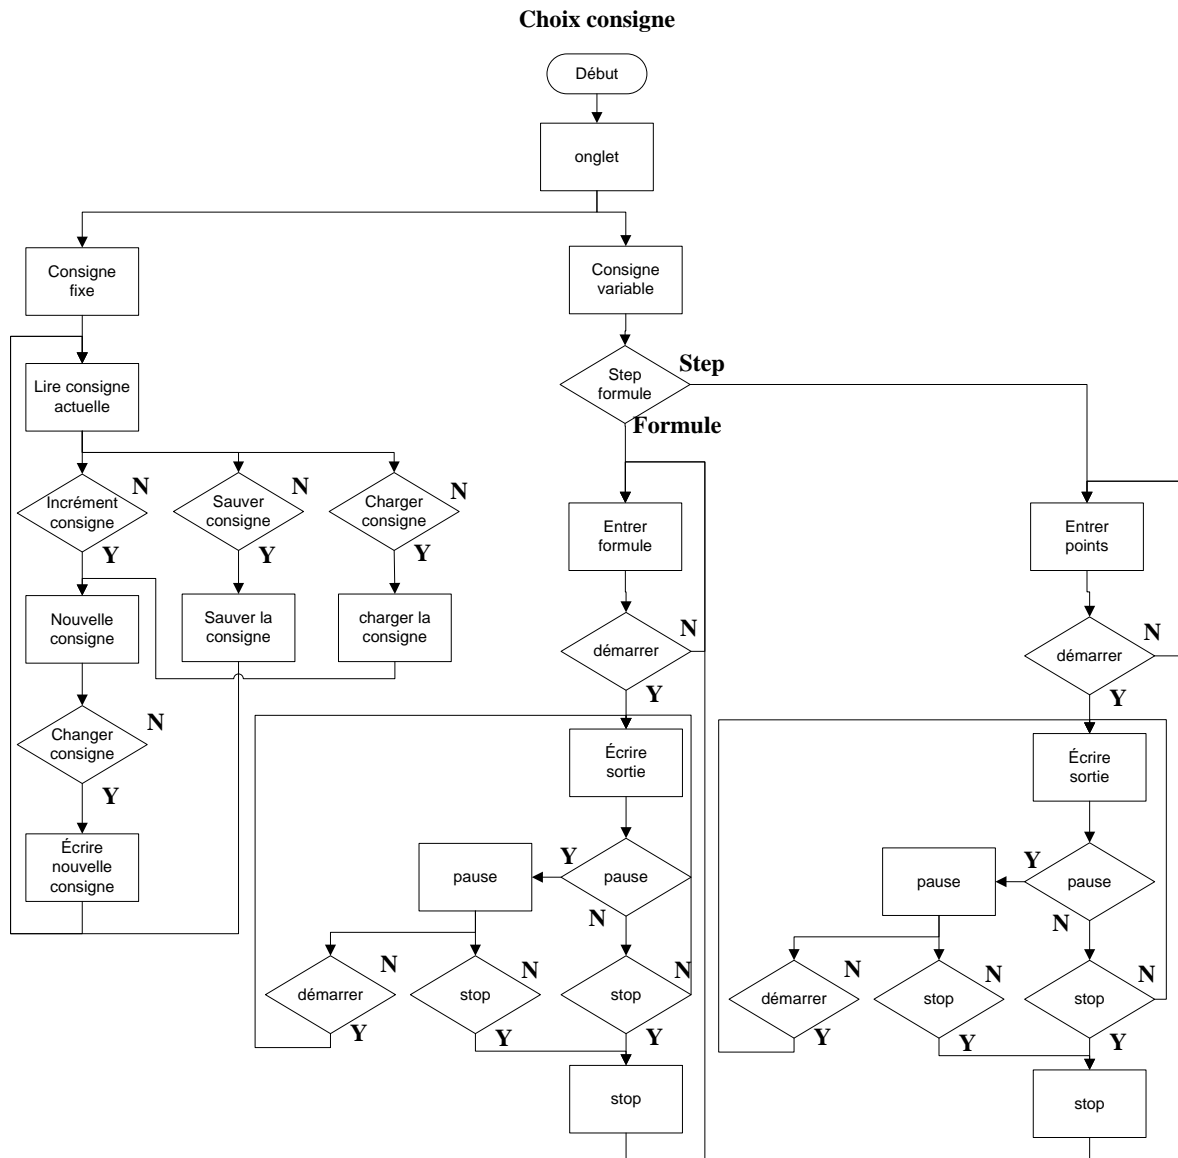 Choix consigne
Début
onglet
Consigne
fixe
Consigne
variable
Lire consigne
actuelle
Step
formule
Step
Formule
Incrément
consigne
N
Y
Sauver
consigne
N
Y
Charger
consigne
N
Y
Nouvelle
consigne
Sauver la
consigne
charger la
consigne
Changer
consigne
N
Y
Écrire
nouvelle
consigne
Entrer
formule
démarrer
N
Y
Écrire
sortie
pause
Y
N
pause
démarrer
N
Y
stop
N
Y
stop
N
Y
stop
Entrer
points
démarrer
N
Y
Écrire
sortie
pause
Y
N
pause
démarrer
N
Y
stop
N
Y
stop
N
Y
stop